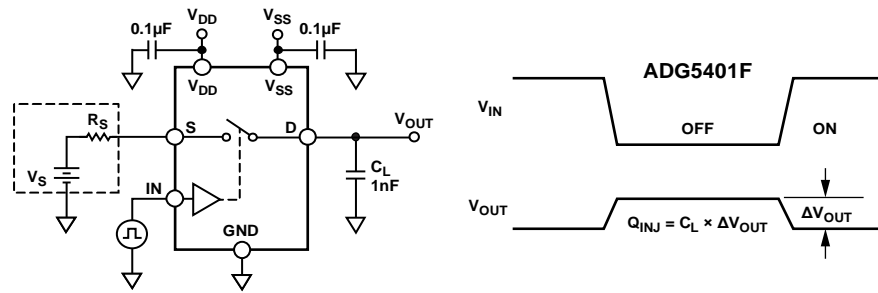 VDD
VSS
0.1µF
0.1µF
VDD
VSS
ADG5401F
VOUT
RS
S
D
VS
IN
CL
1nF
GND
VIN
OFF
ON
VOUT
QINJ = CL × ΔVOUT
ΔVOUT